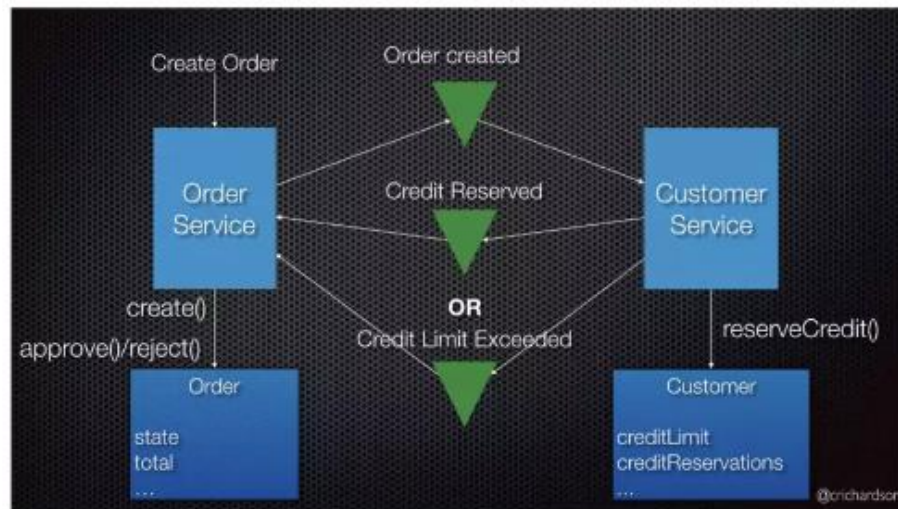 Create Order
Order created
Order
Service
Credit Reserved
Customer
Service
OR
Credit Limit Exceeded
create()
approve()/reject()
reserveCredit()
Order
state
total
...
Customer
creditLimit
creditReservations
...
@crichardson